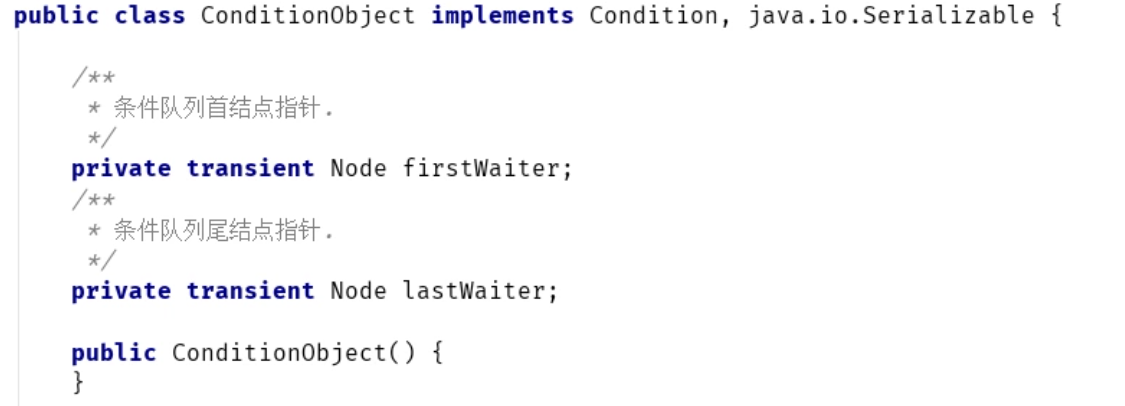 public class ConditionObject implements Condition, java.io.Serializable {
/**
* 条件队列首结点指针.
*/
private transient Node firstWaiter;
/**
* 条件队列尾结点指针.
*/
private transient Node lastWaiter;
public ConditionObject() {
}